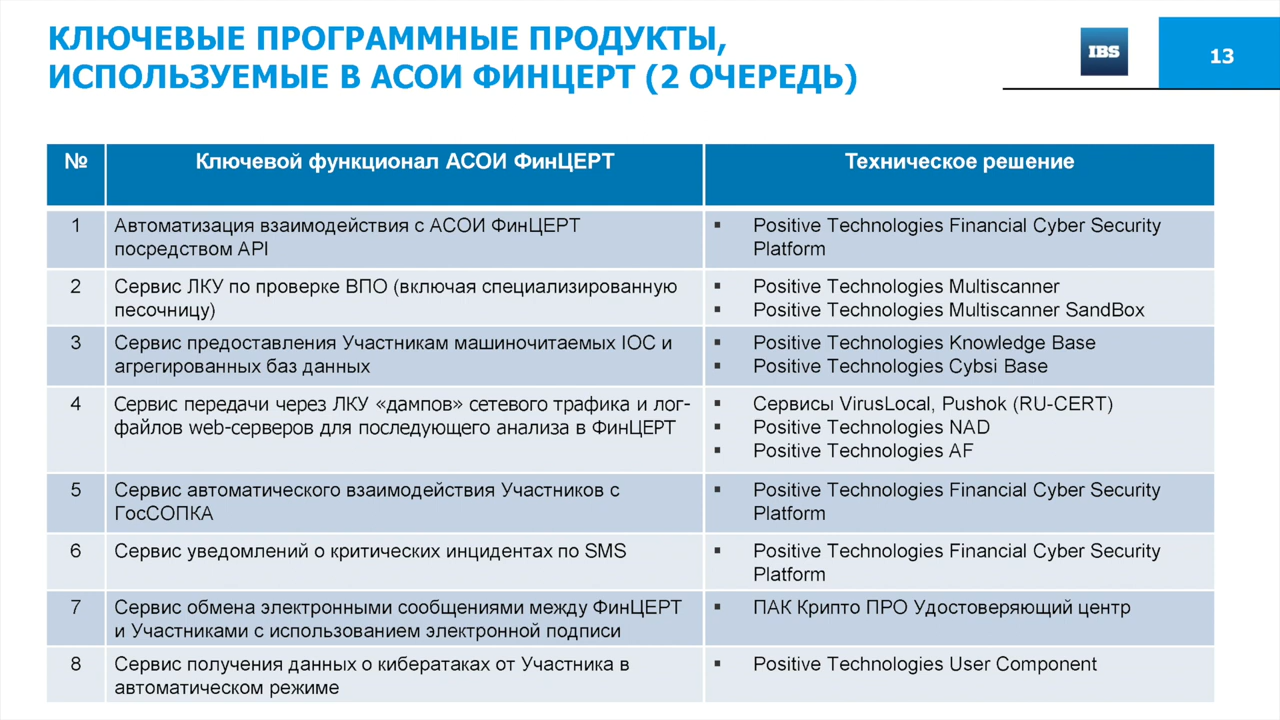 КЛЮЧЕВЫЕ ПРОГРАММНЫЕ ПРОДУКТЫ,
ИСПОЛЬЗУЕМЫЕ В АСОИ ФИНЦЕРТ (2 ОЧЕРЕДЬ)
IBS
13
№ Ключевой функционал АСОИ ФинЦЕРТ Техническое решение
1 Автоматизация взаимодействия с АСОИ ФинЦЕРТ
посредством API
▪ Positive Technologies Financial Cyber Security
Platform
2 Сервис ЛКУ по проверке ВПО (включая специализированную
песочницу)
▪ Positive Technologies Multiscanner
▪ Positive Technologies Multiscanner SandBox
3 Сервис предоставления Участникам машиночитаемых IOC и
агрегированных баз данных
▪ Positive Technologies Knowledge Base
▪ Positive Technologies Cybsi Base
4 Сервис передачи через ЛКУ «дампов» сетевого трафика и лог-
файлов web-серверов для последующего анализа в ФинЦЕРТ
▪ Сервисы VirusLocal, Pushok (RU-CERT)
▪ Positive Technologies NAD
▪ Positive Technologies AF
5 Сервис автоматического взаимодействия Участников с
ГосСОПКА
▪ Positive Technologies Financial Cyber Security
Platform
6 Сервис уведомлений о критических инцидентах по SMS
▪ Positive Technologies Financial Cyber Security
Platform
7 Сервис обмена электронными сообщениями между ФинЦЕРТ
и Участниками с использованием электронной подписи
▪ ПАК Крипто ПРО Удостоверяющий центр
8 Сервис получения данных о кибератаках от Участника в
автоматическом режиме
▪ Positive Technologies User Component